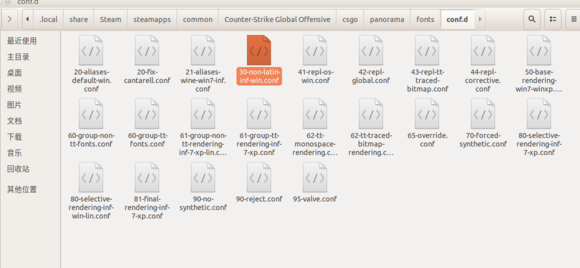 conf.d
.local share Steam steamapps common Counter-Strike Global Offensive csgo panorama fonts conf.d
最近使用
主目录
桌面
视频
图片
文档
下载
音乐
回收站
其他位置
20-aliases-
default-win.
conf
20-fix-
cantarell.conf
21-aliases-
wine-win7-inf.
conf
30-non-latin-
inf-win.conf
41-repl-os-
win.conf
42-repl-
global.conf
43-repl-tt-
traced-
bitmap.conf
44-repl-
corrective.
conf
50-base-
rendering-
win7-winxp....
60-group-non-
tt-fonts.conf
60-group-tt-
fonts.conf
61-group-non-
tt-rendering-
inf-7-xp-lin.c...
61-group-tt-
rendering-inf-
7-xp.conf
62-tt-
monospace-
rendering.c...
62-tt-traced-
bitmap-
rendering.c...
65-override.
conf
70-forced-
synthetic.conf
80-selective-
rendering-inf-
7-xp.conf
80-selective-
rendering-inf-
win-lin.conf
81-final-
rendering-inf-
7-xp.conf
90-no-
synthetic.conf
90-reject.conf
95-valve.conf